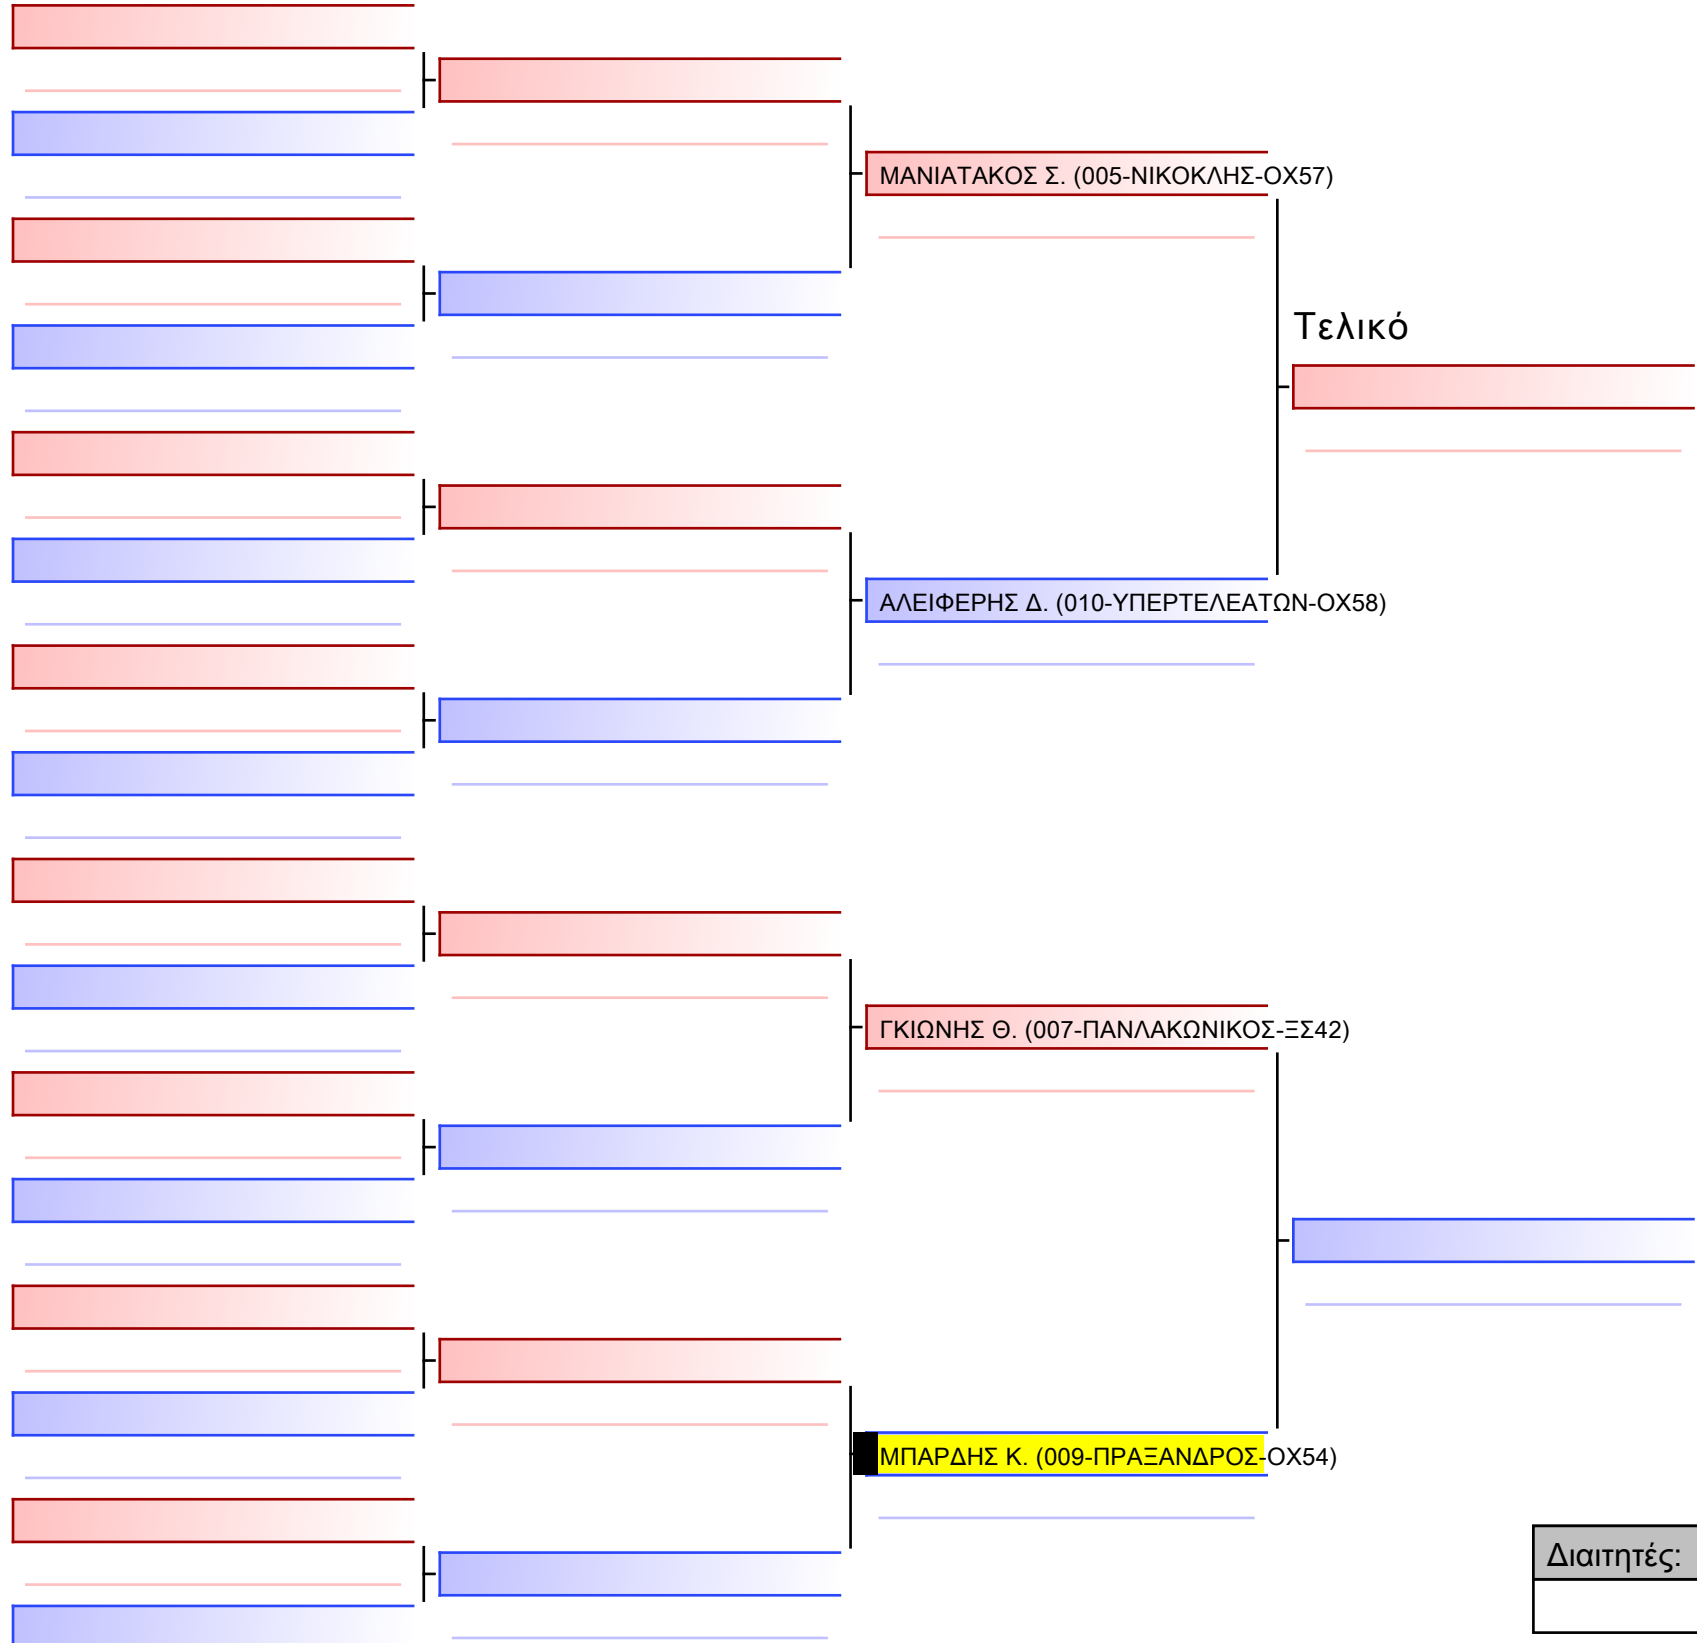 ΜΑΝΙΑΤΑΚΟΣ Σ. (005-ΝΙΚΟΚΛΗΣ-ΟΧ57)
Τελικό
ΑΛΕΙΦΕΡΗΣ Δ. (010-ΥΠΕΡΤΕΛΕΑΤΩΝ-ΟΧ58)
ΓΚΙΩΝΗΣ Θ. (007-ΠΑΝΛΑΚΩΝΙΚΟΣ-ΞΣ42)
ΜΠΑΡΔΗΣ Κ. (009-ΠΡΑΞΑΝΔΡΟΣ-ΟΧ54)
Διαιτητές: